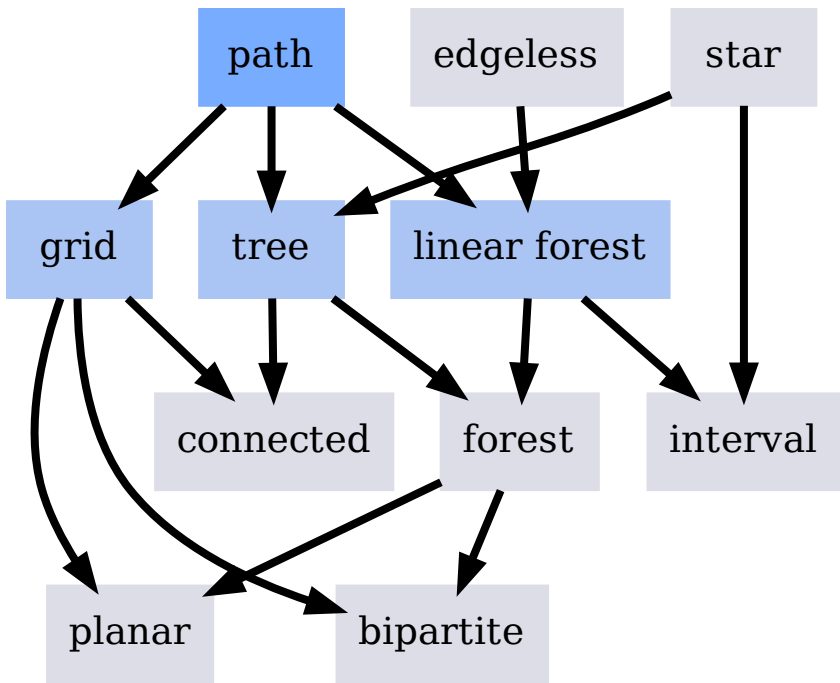 path
edgeless
star
grid
tree
linear forest
connected
forest
interval
planar
bipartite